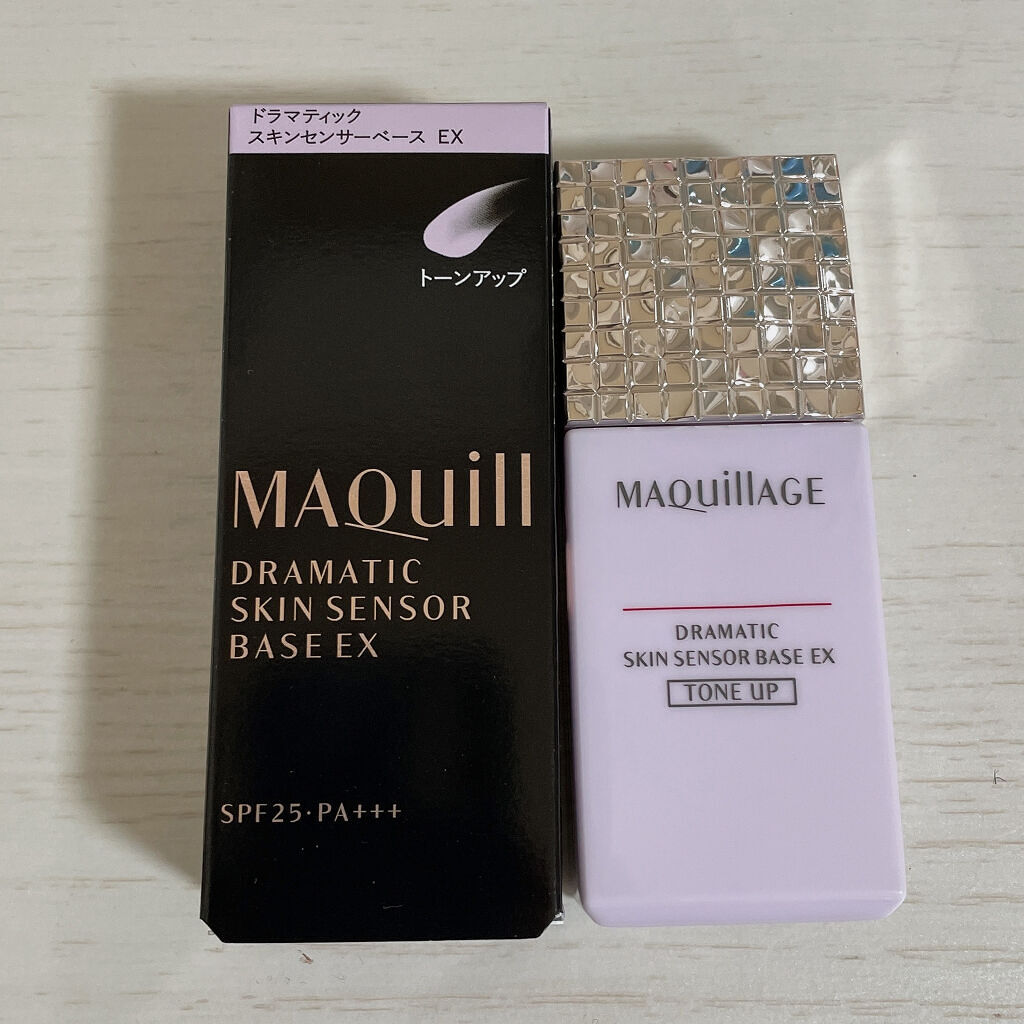 ドラマティック
スキンセンサーベース EX
トーンアップ
MAQuill
DRAMATIC
SKIN SENSOR
BASE EX
SPF25・PA+++
MAQuillAGE
DRAMATIC
SKIN SENSOR BASE EX
TONE UP